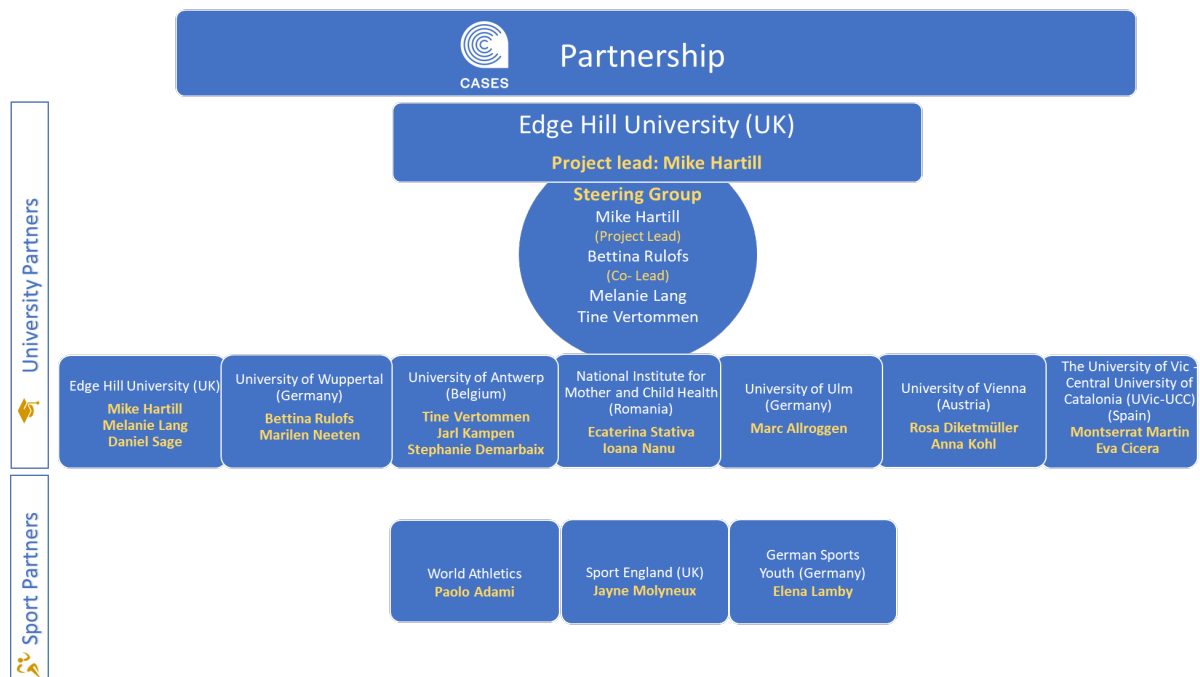 CASES
Partnership
Edge Hill University (UK)
Project lead: Mike Hartill
University Partners
Steering Group
Mike Hartill
(Project Lead)
Bettina Rulofs
(Co- Lead)
Melanie Lang
Tine Vertommen
Edge Hill University (UK)
Mike Hartill
Melanie Lang
Daniel Sage
University of Wuppertal
(Germany)
Bettina Rulofs
Marilen Neeten
University of Antwerp
(Belgium)
Tine Vertommen
Jarl Kampen
Stephanie Demarbaix
National Institute for
Mother and Child Health
(Romania)
Ecaterina Stativa
Ioana Nanu
University of Ulm
(Germany)
Marc Allroggen
University of Vienna
(Austria)
Rosa Diketmüller
Anna Kohl
The University of Vic -
Central University of
Catalonia (UVic-UCC)
(Spain)
Montserrat Martin
Eva Cicera
Sport Partners
World Athletics
Paolo Adami
Sport England (UK)
Jayne Molyneux
German Sports
Youth (Germany)
Elena Lamby